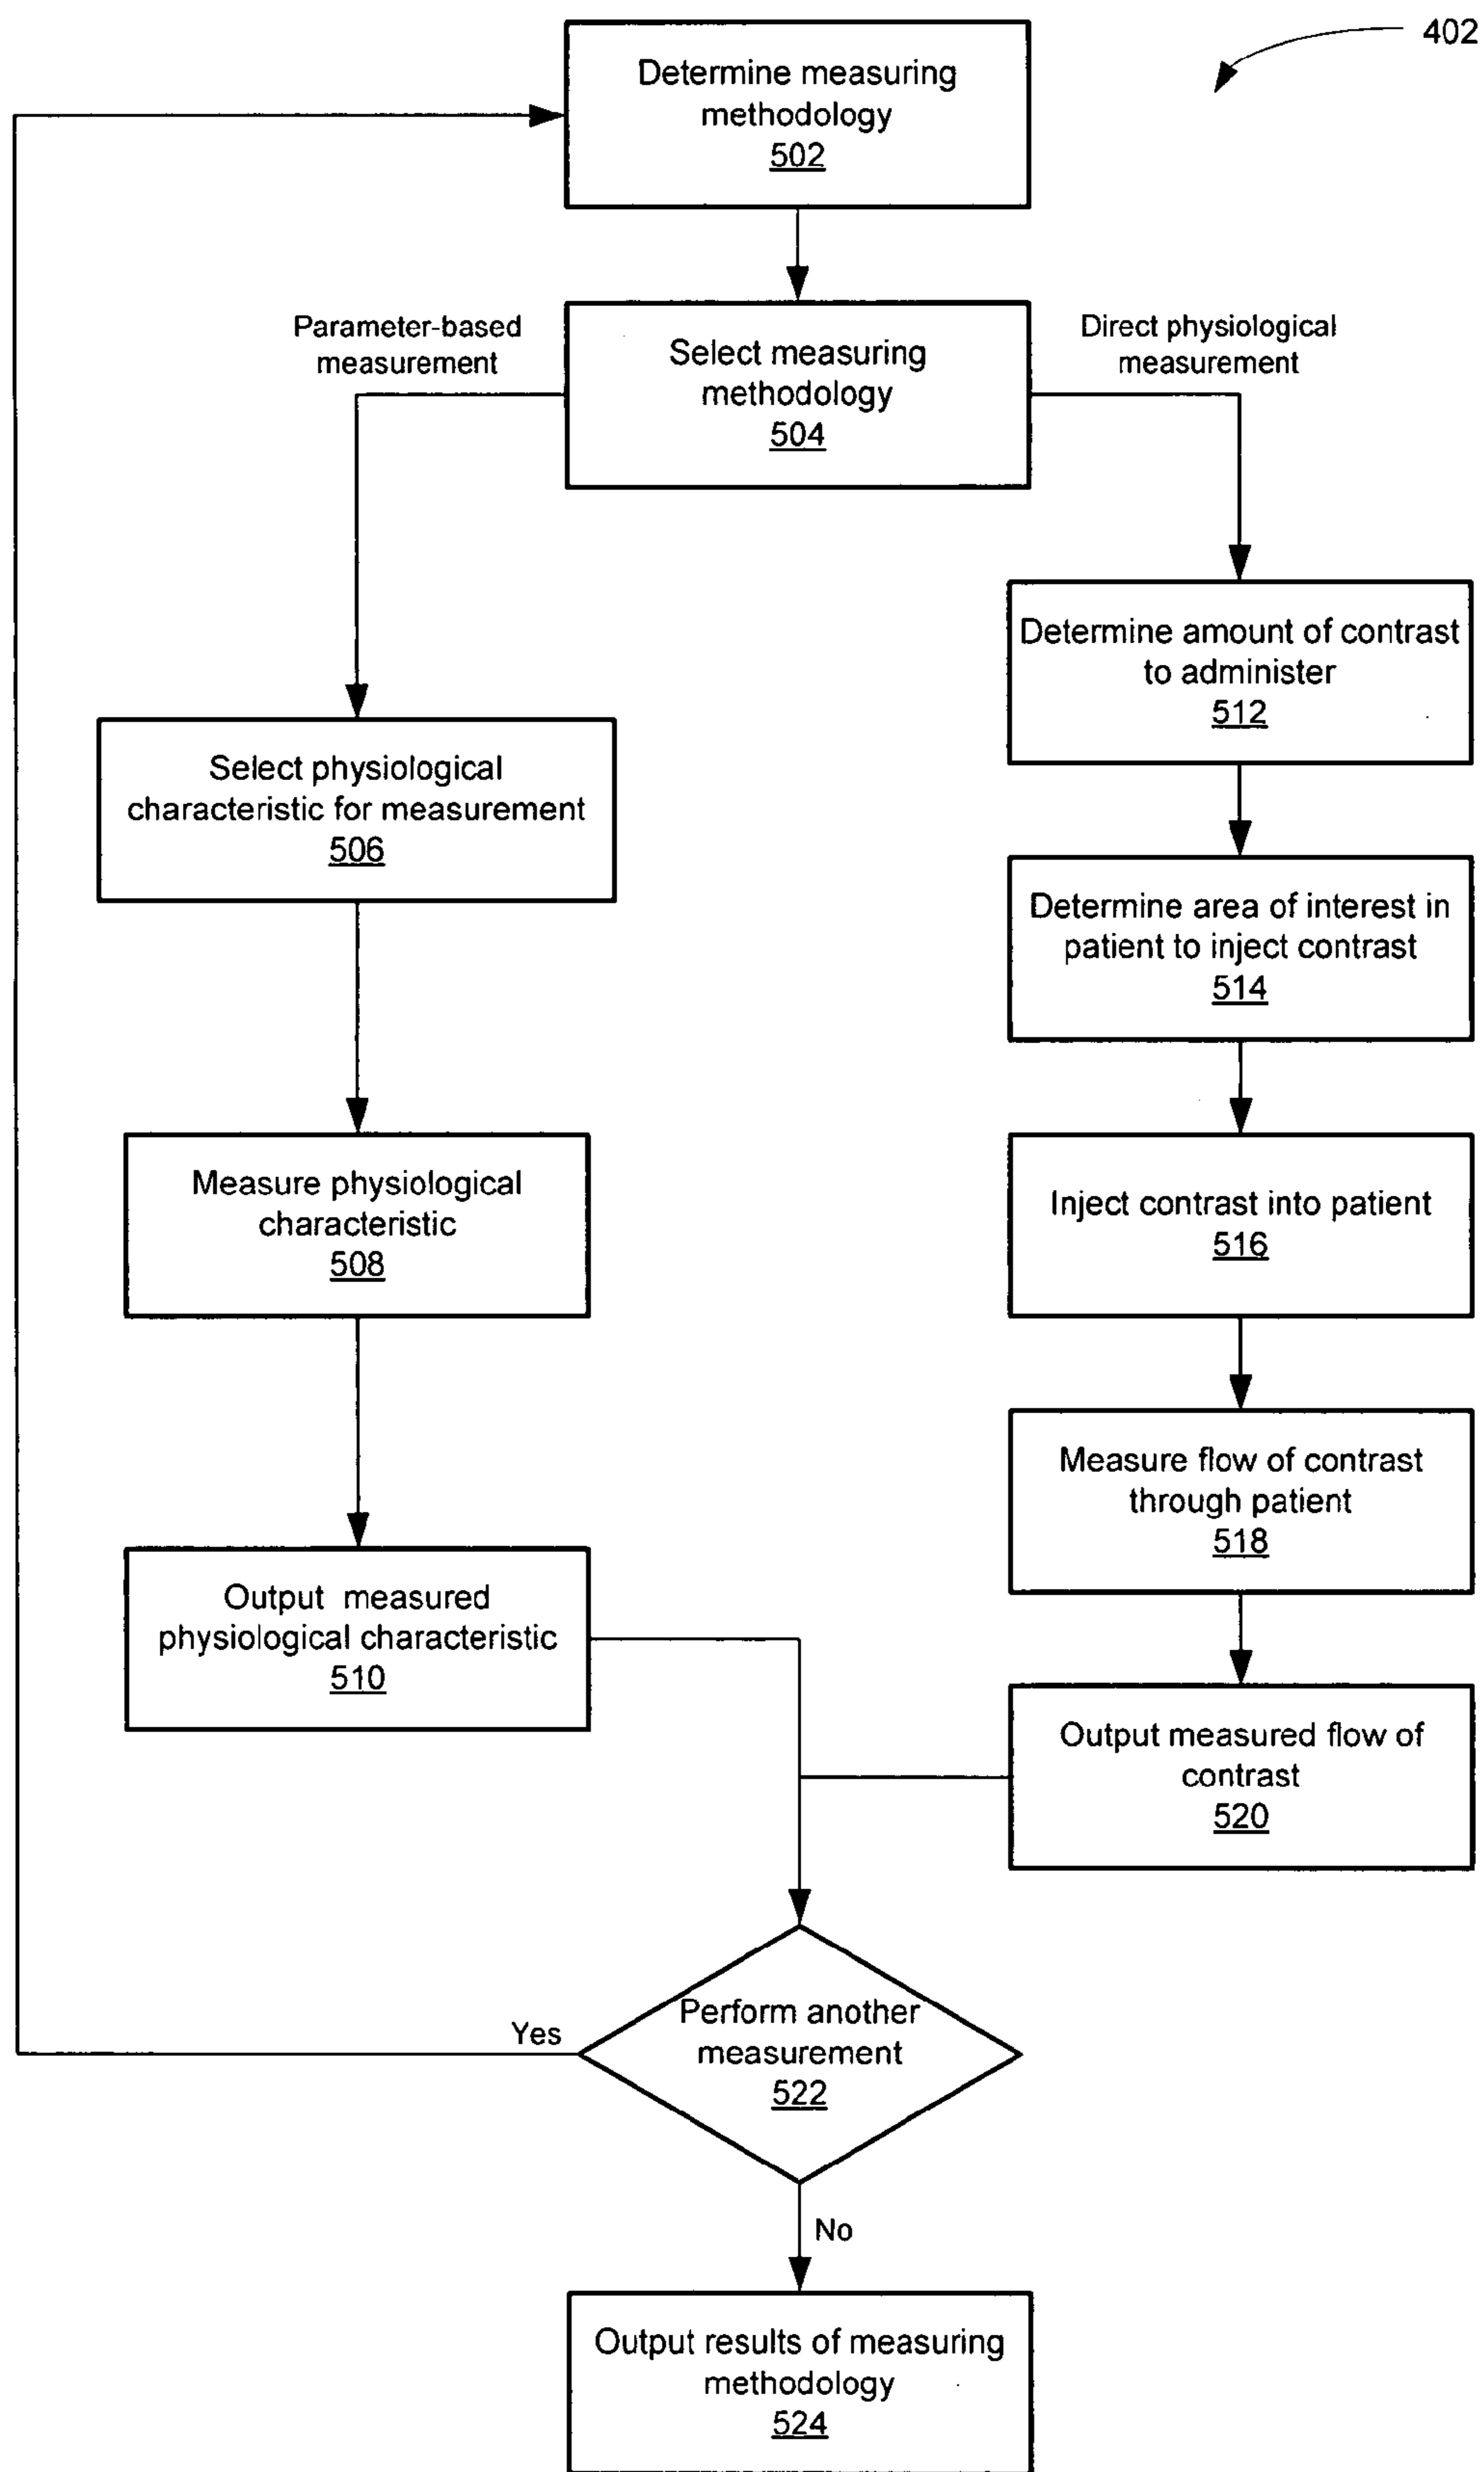 402
Determine measuring
methodology
502
Parameter-based
measurement
Select measuring
methodology
504
Direct physiological
measurement
Determine amount of contrast
to administer
512
Select physiological
characteristic for measurement
506
Determine area of interest in
patient to inject contrast
514
Measure physiological
characteristic
508
Inject contrast into patient
516
Measure flow of contrast
through patient
518
Output measured
physiological characteristic
510
Output measured flow of
contrast
520
Perform another
measurement
522
Yes
No
Output results of measuring
methodology
524